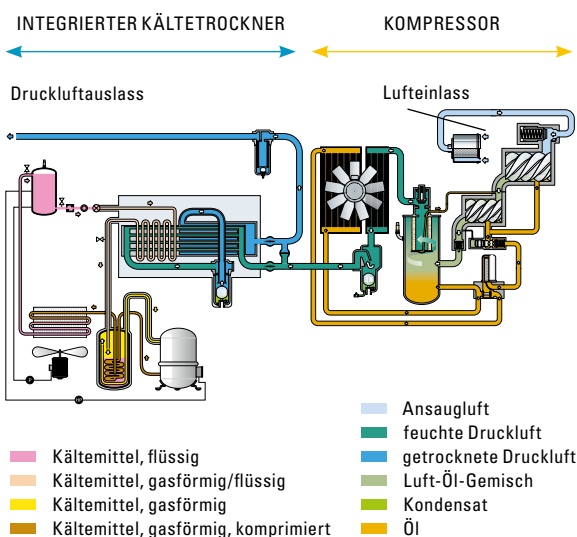 INTEGRIERTER KÄLTETROCKNER
KOMPRESSOR
Druckluftauslass
Lufteinlass
Kältemittel, flüssig
Kältemittel, gasförmig/flüssig
Kältemittel, gasförmig
Kältemittel, gasförmig, komprimiert
Ansaugluft
feuchte Druckluft
getrocknete Druckluft
Luft-Öl-Gemisch
Kondensat
Öl